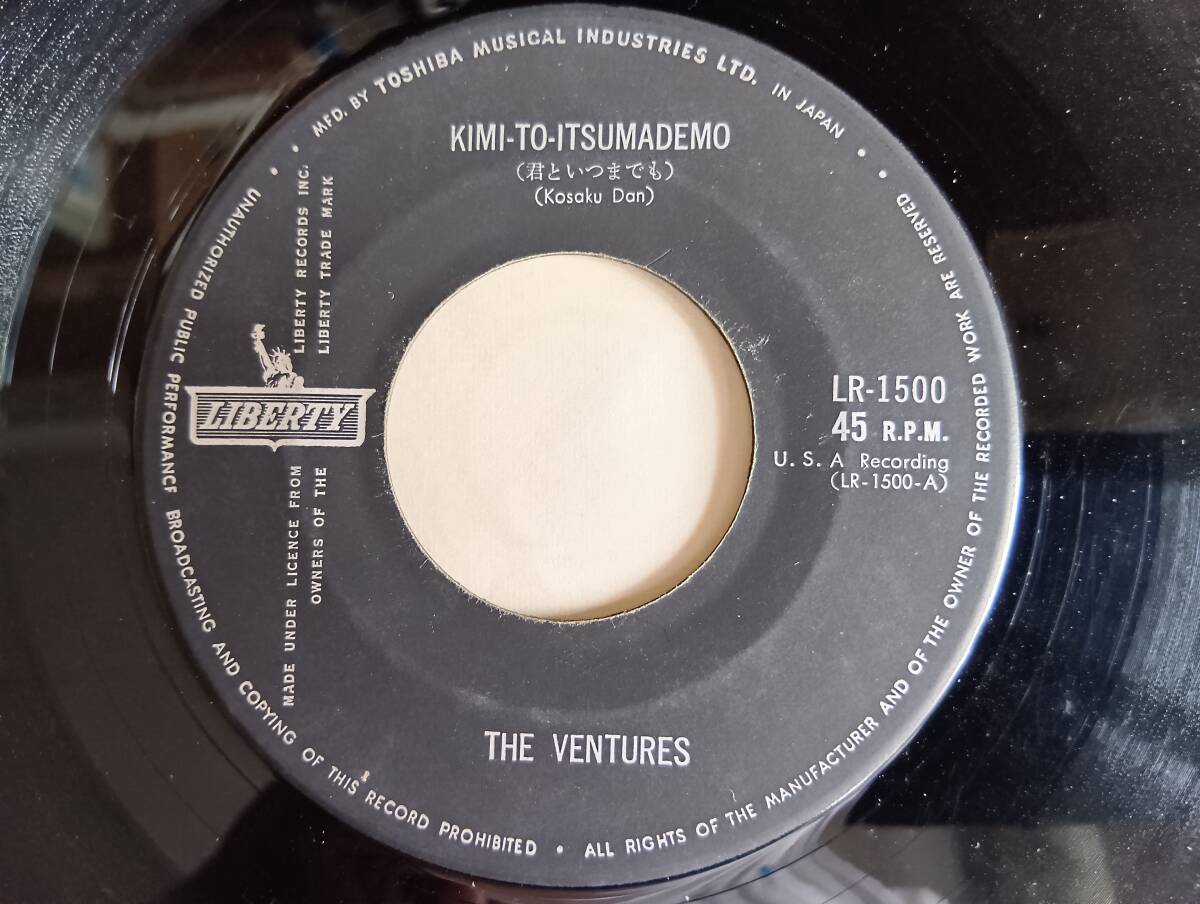 MFD. BY TOSHIBA MUSICAL INDUSTRIES LTD. IN JAPAN
KIMI-TO-ITSUMADEMO
(君といつまでも)
(Kosaku Dan)
LIBERTY RECORDS INC.
LIBERTY TRADE MARK
LIBERTY
MADE UNDER LICENCE FROM
OWNERS OF THE
LR-1500
45 R.P.M.
U. S. A Recording
(LR-1500-A)
THE VENTURES
UNAUTHORIZED PUBLIC PERFORMANCE BROADCASTING AND COPYING OF THIS RECORD PROHIBITED • ALL RIGHTS OF THE MANUFACTURER AND OF THE OWNER OF THE RECORDED WORK ARE RESERVED